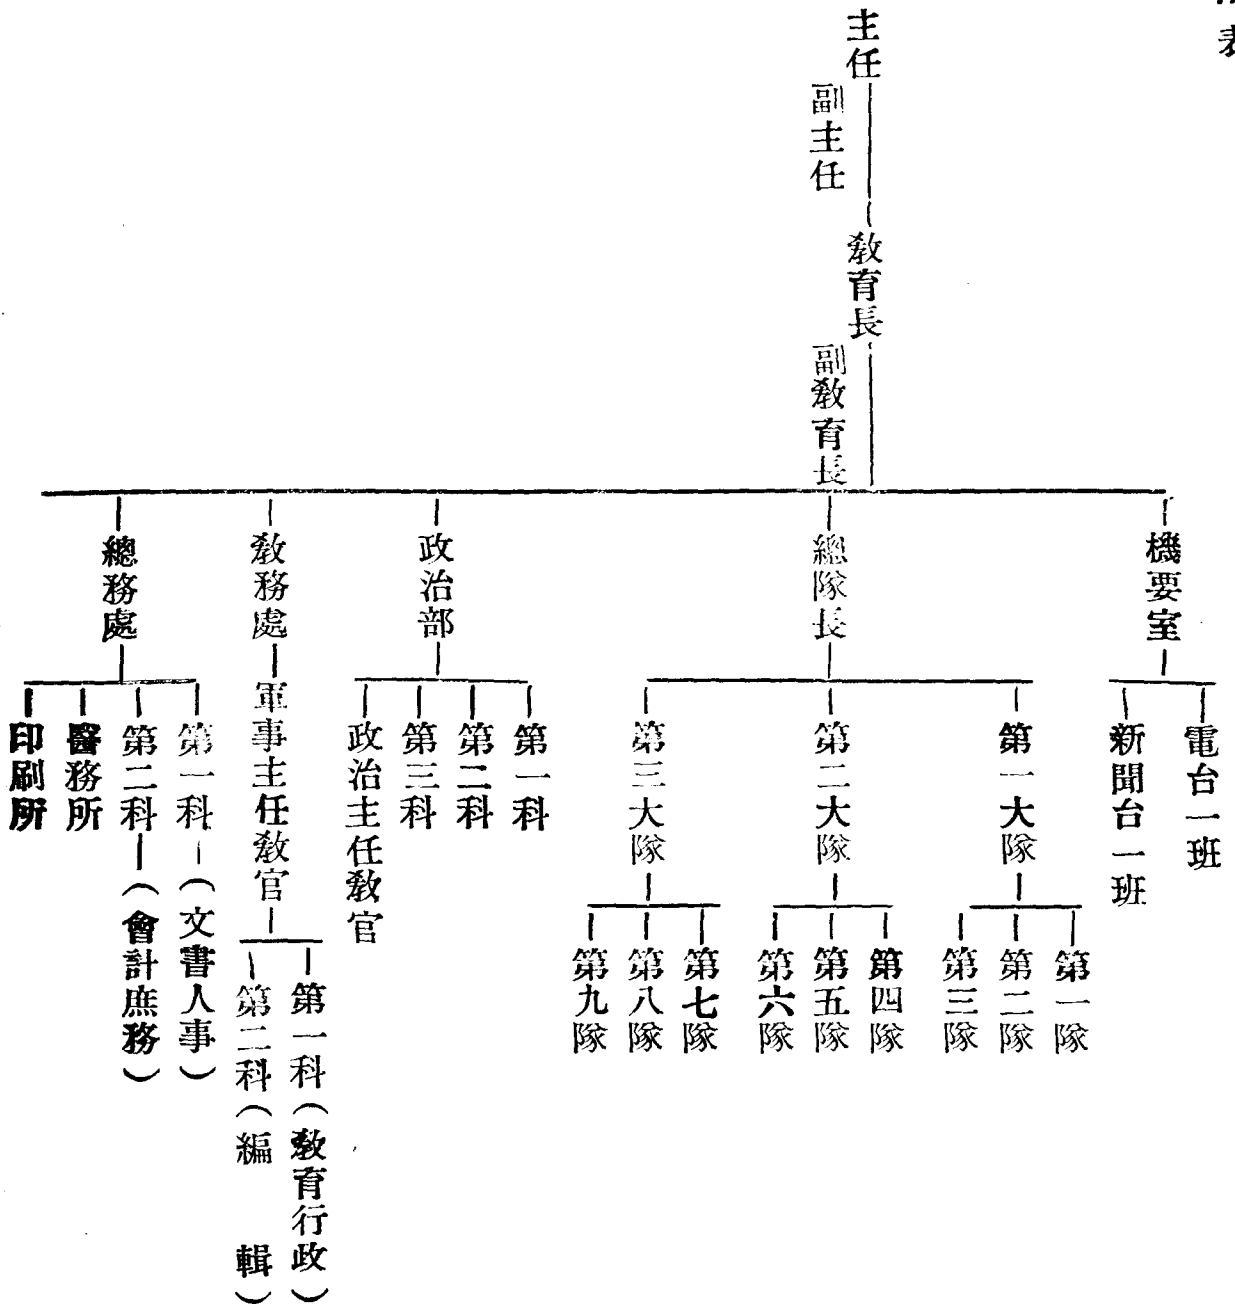 表
主任
副主任
教育長
副教育長
機要室
電台一班
新聞台一班
總隊長
第一大隊
第一隊
第二隊
第三隊
第二大隊
第四隊
第五隊
第六隊
第三大隊
第七隊
第八隊
第九隊
政治部
第一科
第二科
第三科
政治主任教官
教務處
軍事主任教官
第一科(教育行政)
第二科(編輯)
總務處
第一科(文書人事)
第二科(會計庶務)
醫務所
印刷所